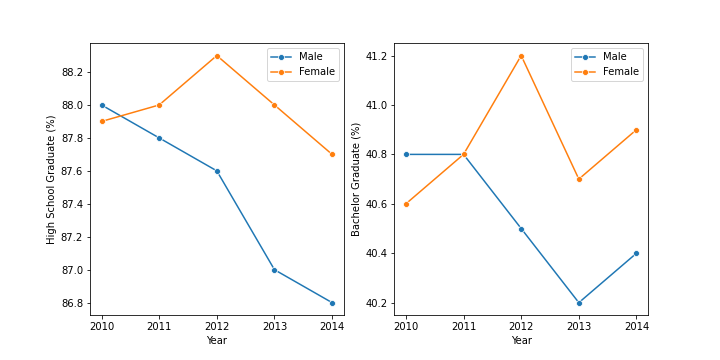 High School Graduate (%)
88.2
88.0
87.8
87.6
87.4
87.2
87.0
86.8
Male
Female
2010 2011 2012 2013 2014
Year
Bachelor Graduate (%)
41.2
41.0
40.8
40.6
40.4
40.2
Male
Female
2010 2011 2012 2013 2014
Year